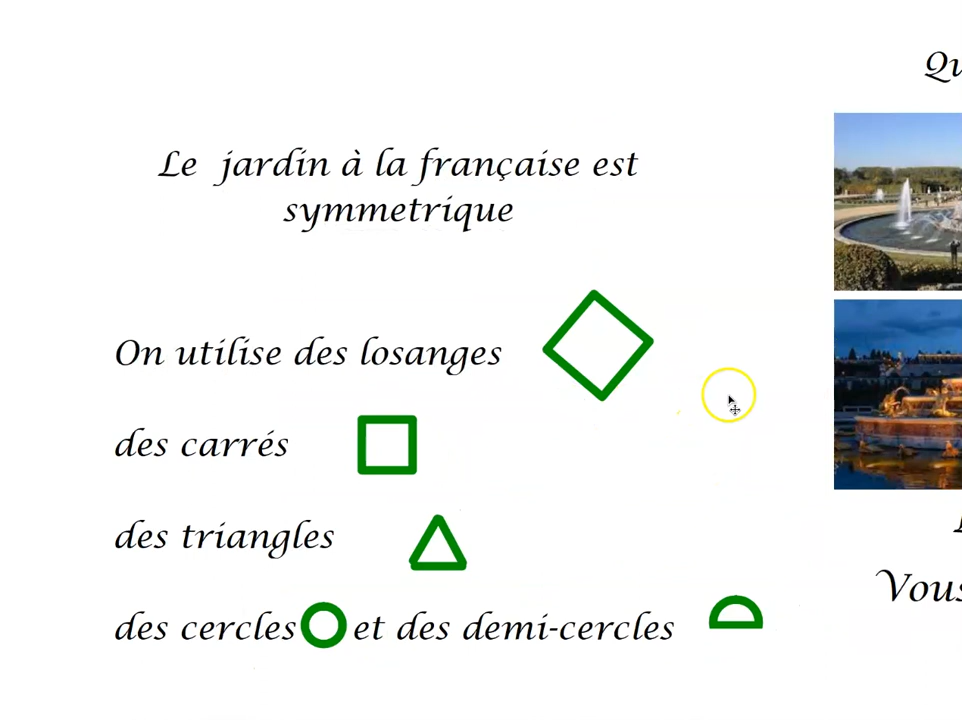 Le jardin à la française est
symmetrique
On utilise des losanges
des carrés
des triangles
des cercles et des demi-cercles
Vous